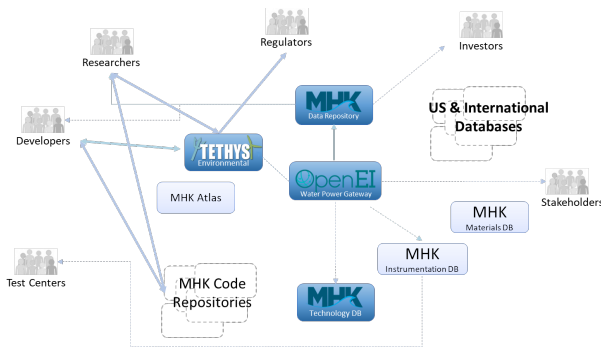 Regulators
Investors
Researchers
MHK
Data Repository
US & International
Databases
Developers
TETHYS
Environmental
OpenEI
Water Power Gateway
MHK Atlas
Stakeholders
MHK
Materials DB
MHK
Instrumentation DB
Test Centers
MHK Code
Repositories
MHK
Technology DB